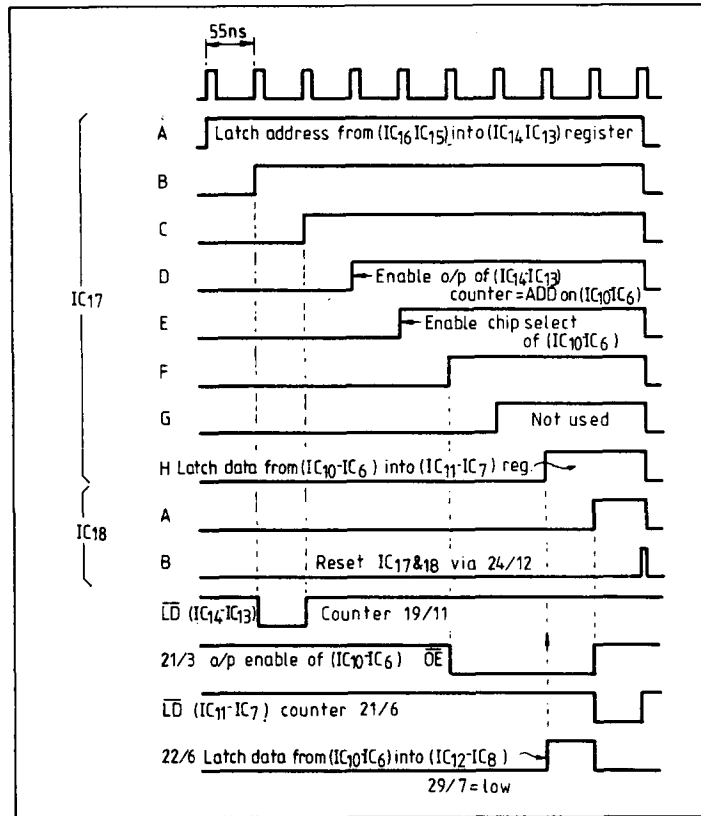 55ns
A Latch address from (IC16 IC15) into (IC14 IC13) register
B
C
D Enable o/p of (IC14-IC13)
counter = ADD on (IC10-IC6)
IC17
E Enable chip select
of (IC10-IC6)
F
G Not used
H Latch data from (IC10-IC6) into (IC11-IC7) reg.
A
IC18
B Reset IC17&18 via 24/12
L̅D̅ (IC14-IC13) Counter 19/11
21/3 o/p enable of (IC10-IC6) O̅E̅
L̅D̅ (IC11-IC7) counter 21/6
22/6 Latch data from (IC10-IC6) into (IC12-IC8)
29/7 = low